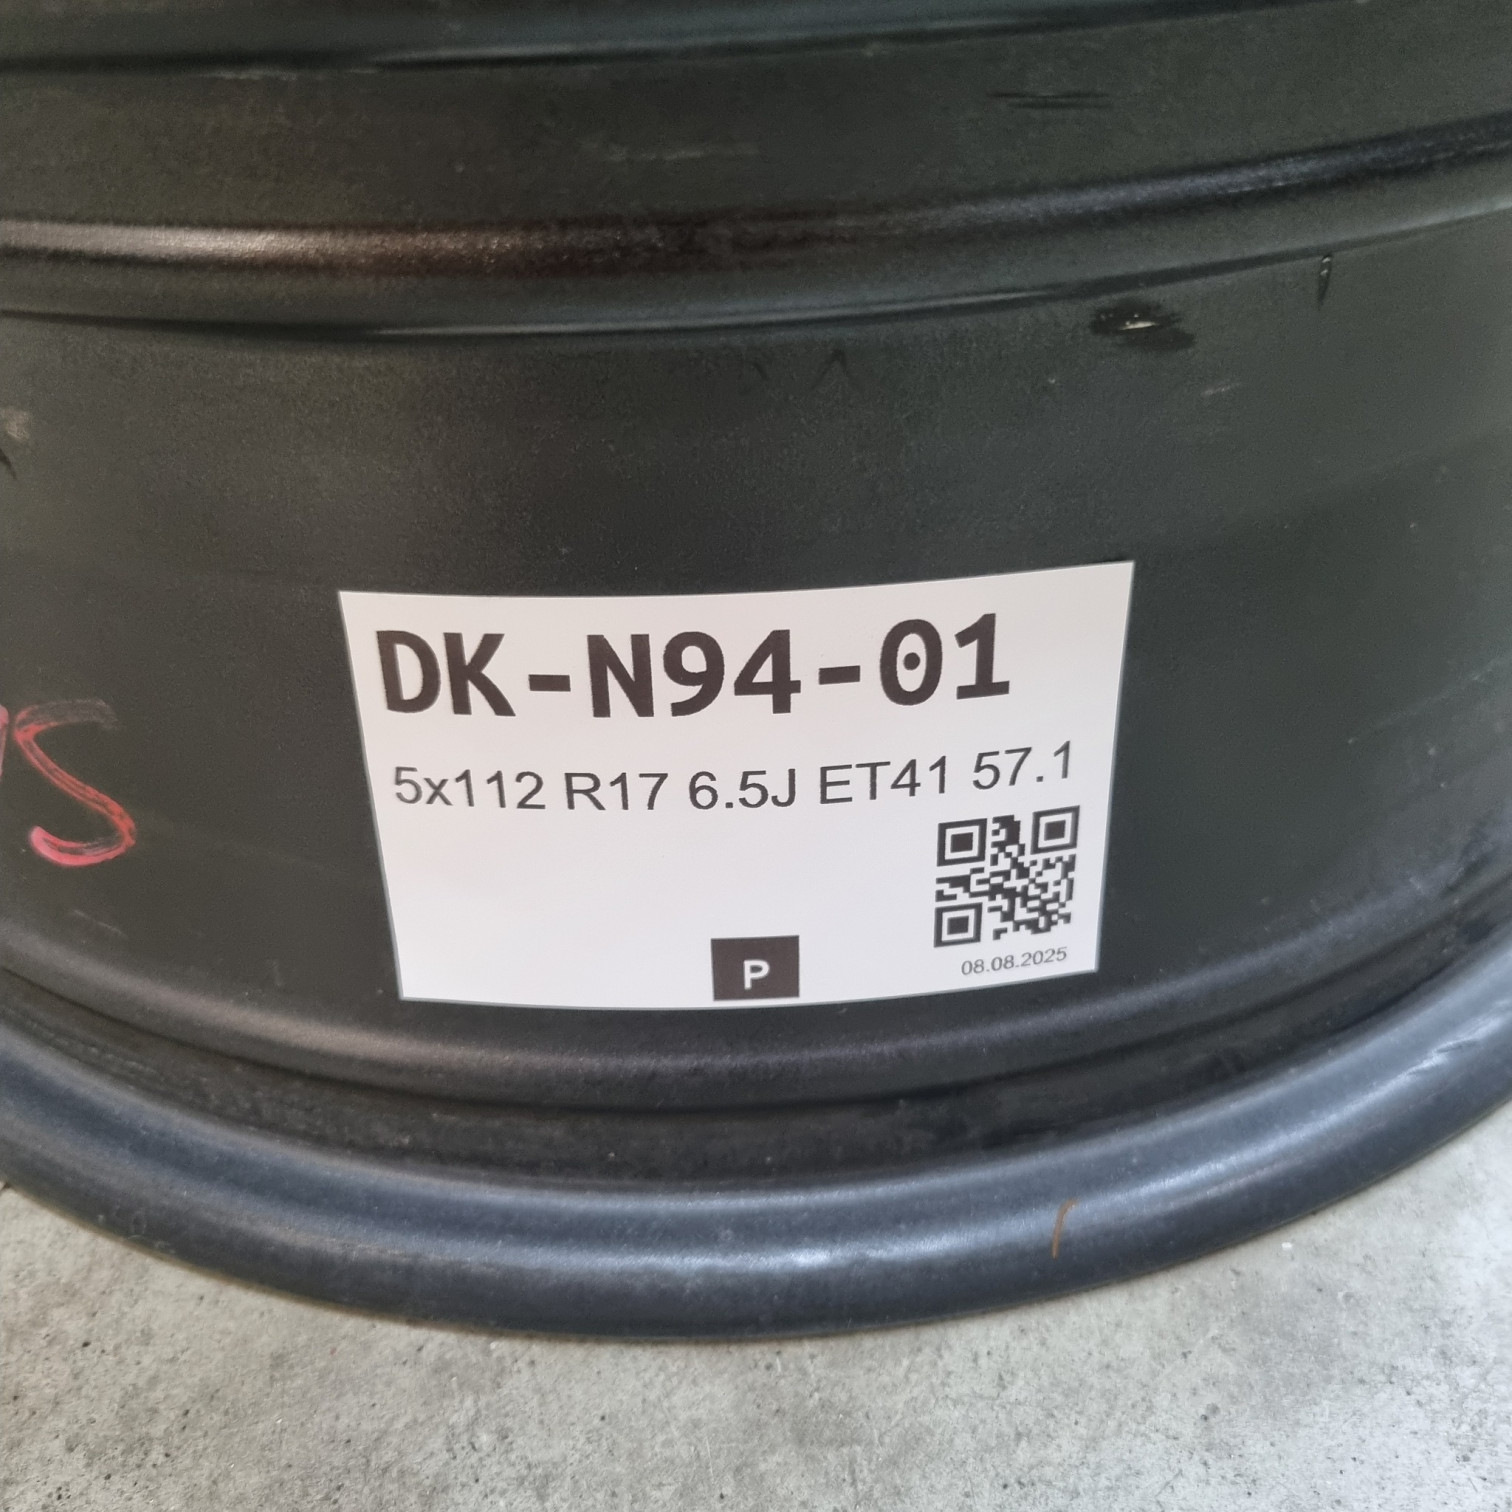 DK-N94-01
5x112 R17 6.5J ET41 57.1
P
08.08.2025